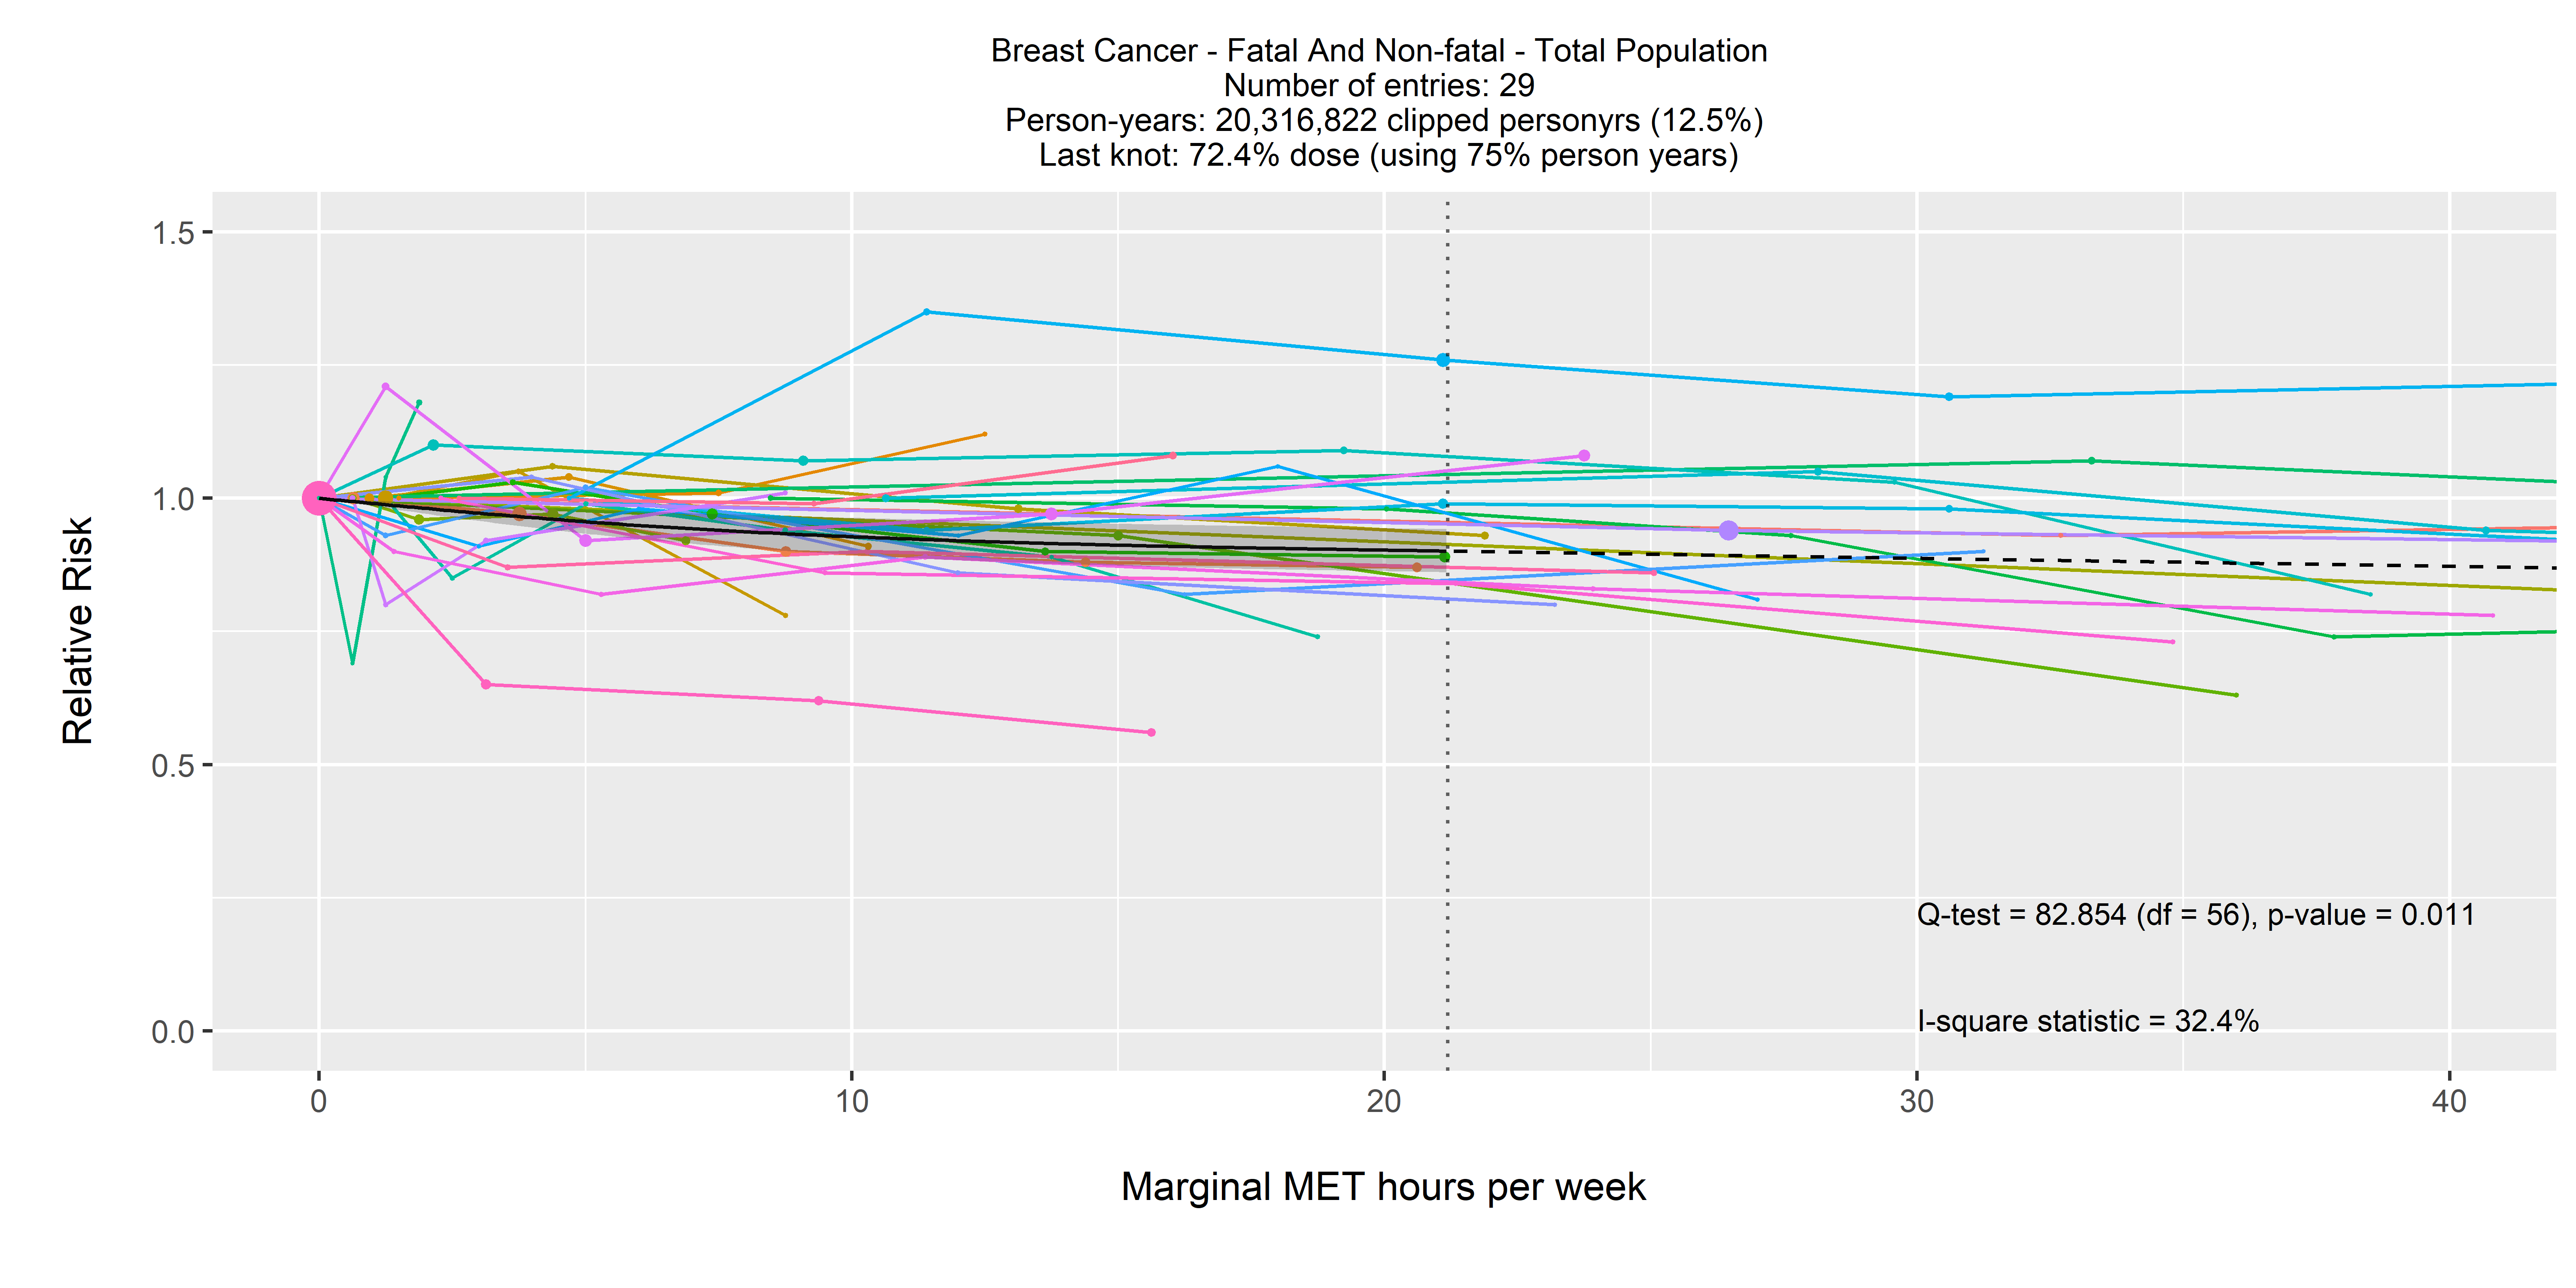 Breast Cancer - Fatal And Non-fatal - Total Population
Number of entries: 29
Person-years: 20,316,822 clipped personyrs (12.5%)
Last knot: 72.4% dose (using 75% person years)
1.5
1.0
0.5
0.0
Relative Risk
Q-test = 82.854 (df = 56), p-value = 0.011
I-square statistic = 32.4%
0 10 20 30 40
Marginal MET hours per week